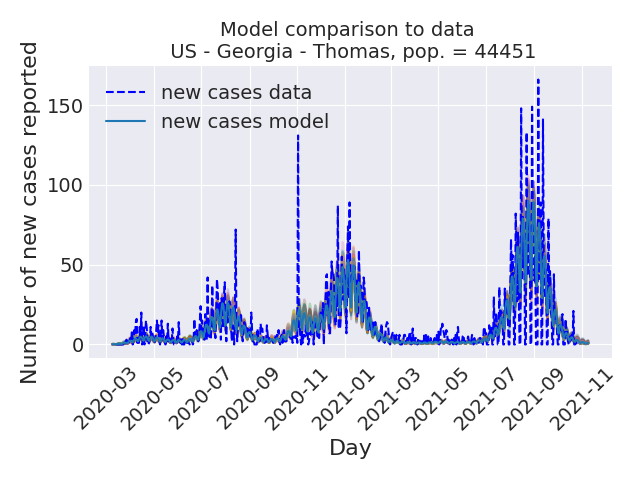 Model comparison to data
US - Georgia - Thomas, pop. = 44451
Number of new cases reported
150
100
50
0
new cases data
new cases model
2020-03
2020-05
2020-07
2020-09
2020-11
2021-01
2021-03
2021-05
2021-07
2021-09
2021-11
Day